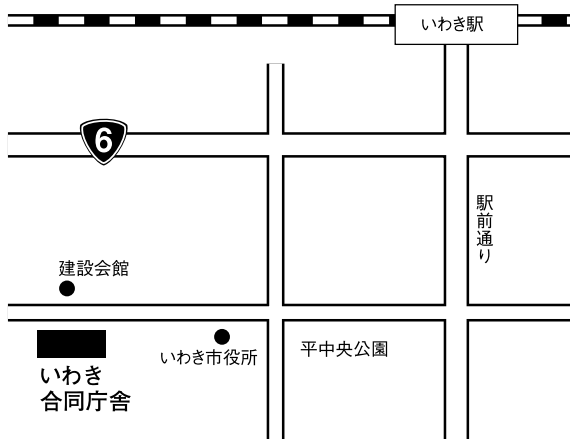 いわき駅
6
駅前通り
建設会館
いわき市役所
平中央公園
いわき
合同庁舎